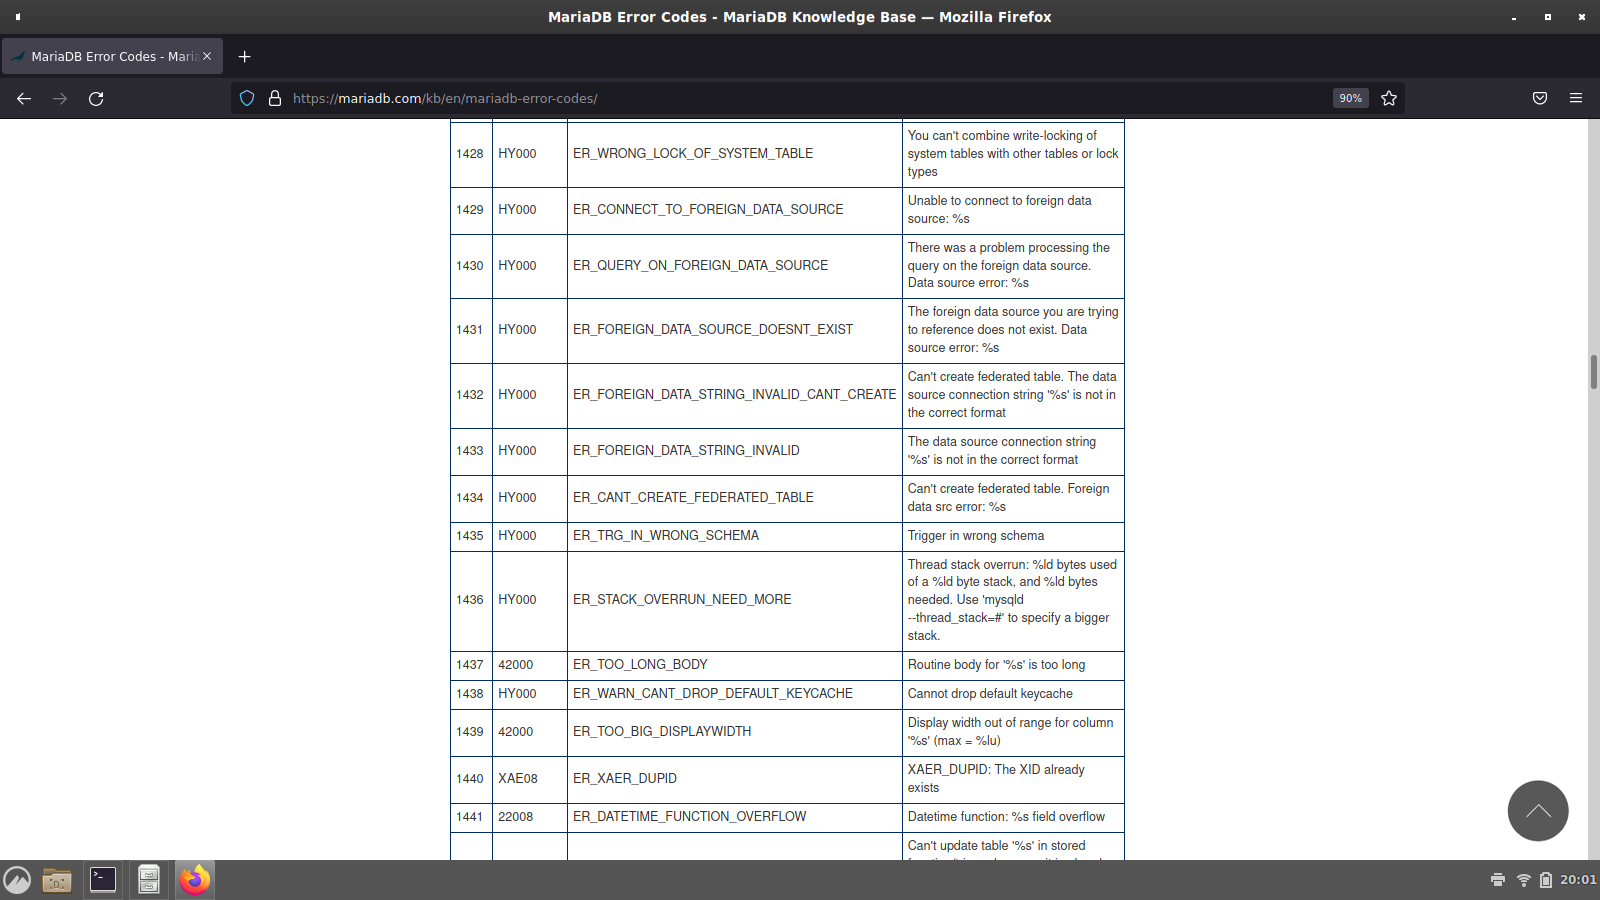 MariaDB Error Codes - MariaDB Knowledge Base — Mozilla Firefox
MariaDB Error Codes - Maria
https://mariadb.com/kb/en/mariadb-error-codes/
90%
1428 HY000 ER_WRONG_LOCK_OF_SYSTEM_TABLE You can't combine write-locking of
system tables with other tables or lock
types
1429 HY000 ER_CONNECT_TO_FOREIGN_DATA_SOURCE Unable to connect to foreign data
source: %s
1430 HY000 ER_QUERY_ON_FOREIGN_DATA_SOURCE There was a problem processing the
query on the foreign data source.
Data source error: %s
1431 HY000 ER_FOREIGN_DATA_SOURCE_DOESNT_EXIST The foreign data source you are trying
to reference does not exist. Data
source error: %s
1432 HY000 ER_FOREIGN_DATA_STRING_INVALID_CANT_CREATE Can't create federated table. The data
source connection string '%s' is not in
the correct format
1433 HY000 ER_FOREIGN_DATA_STRING_INVALID The data source connection string
'%s' is not in the correct format
1434 HY000 ER_CANT_CREATE_FEDERATED_TABLE Can't create federated table. Foreign
data src error: %s
1435 HY000 ER_TRG_IN_WRONG_SCHEMA Trigger in wrong schema
1436 HY000 ER_STACK_OVERRUN_NEED_MORE Thread stack overrun: %ld bytes used
of a %ld byte stack, and %ld bytes
needed. Use 'mysqld
--thread_stack=#' to specify a bigger
stack.
1437 42000 ER_TOO_LONG_BODY Routine body for '%s' is too long
1438 HY000 ER_WARN_CANT_DROP_DEFAULT_KEYCACHE Cannot drop default keycache
1439 42000 ER_TOO_BIG_DISPLAYWIDTH Display width out of range for column
'%s' (max = %lu)
1440 XAE08 ER_XAER_DUPID XAER_DUPID: The XID already
exists
1441 22008 ER_DATETIME_FUNCTION_OVERFLOW Datetime function: %s field overflow
Can't update table '%s' in stored
20:01